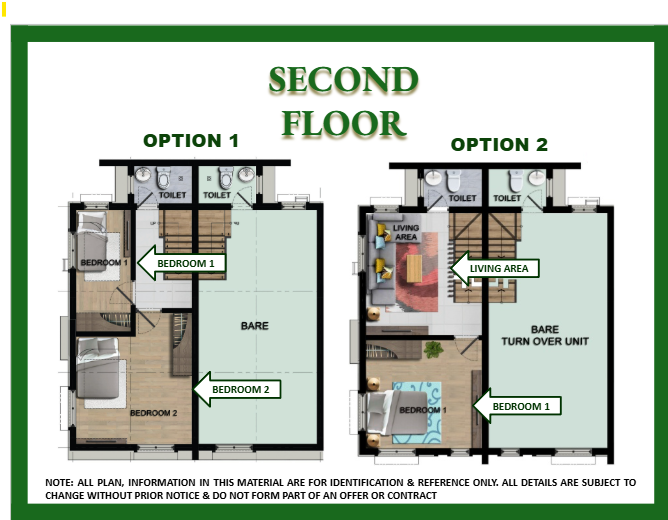 SECOND
FLOOR
OPTION 1
OPTION 2
TOILET
TOILET
TOILET
TOILET
BEDROOM 1
BEDROOM 1
LIVING
AREA
LIVING AREA
BARE
BARE
TURN OVER UNIT
BEDROOM 2
BEDROOM 2
BEDROOM 1
BEDROOM 1
NOTE: ALL PLAN, INFORMATION IN THIS MATERIAL ARE FOR IDENTIFICATION & REFERENCE ONLY. ALL DETAILS ARE SUBJECT TO
CHANGE WITHOUT PRIOR NOTICE & DO NOT FORM PART OF AN OFFER OR CONTRACT